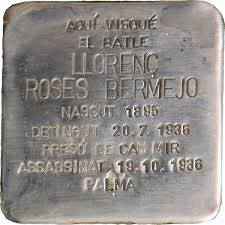 AQUÍ VISQUÉ
EL BATLE
LLORENÇ
ROSES BERMEJO
NASCUT 1895
DETINGUT 20.7.1936
PRESÓ DE CAN MIR
ASSASSINAT 19.10.1936
PALMA